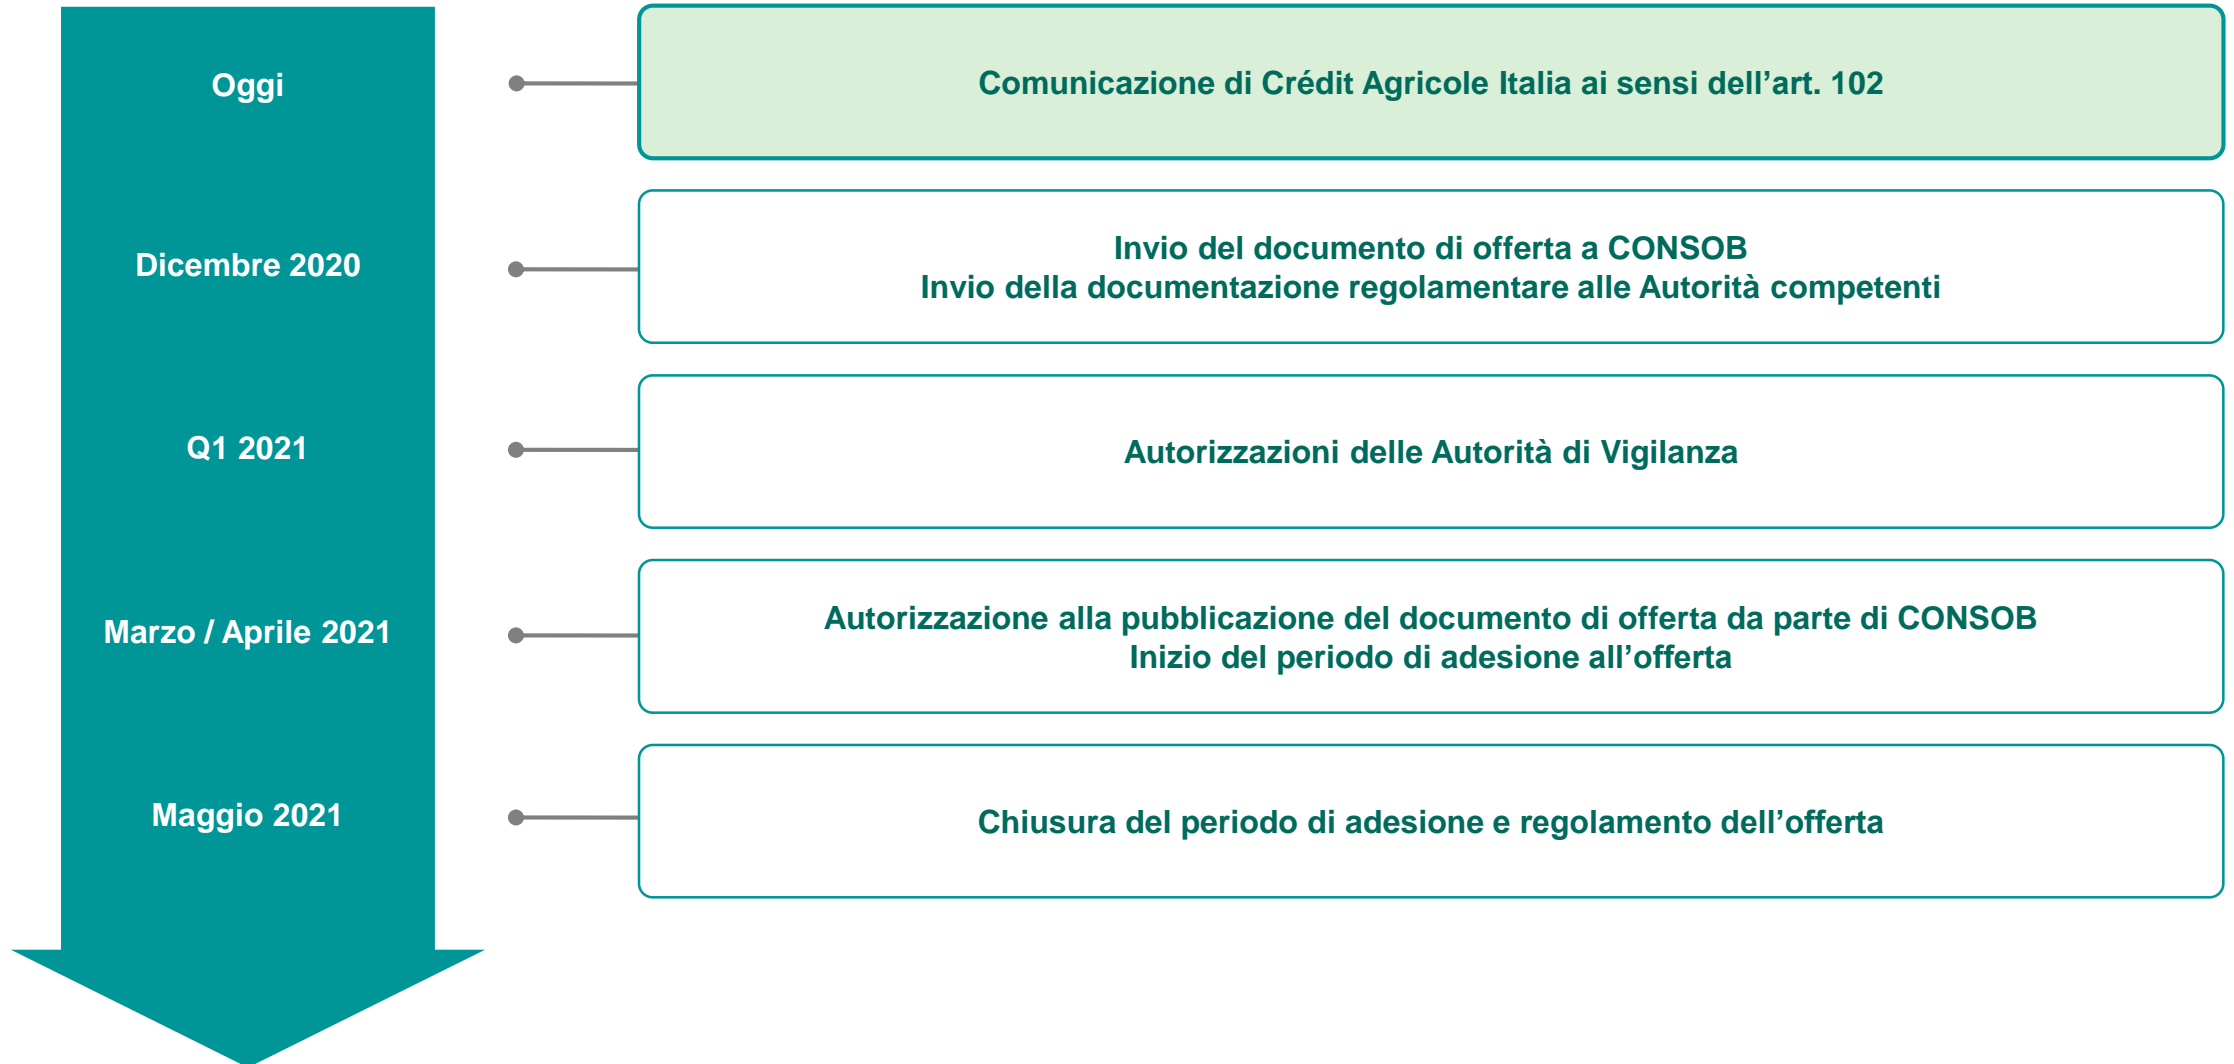 Oggi
Comunicazione di Crédit Agricole Italia ai sensi dell’art. 102
Dicembre 2020
Invio del documento di offerta a CONSOB
Invio della documentazione regolamentare alle Autorità competenti
Q1 2021
Autorizzazioni delle Autorità di Vigilanza
Marzo / Aprile 2021
Autorizzazione alla pubblicazione del documento di offerta da parte di CONSOB
Inizio del periodo di adesione all’offerta
Maggio 2021
Chiusura del periodo di adesione e regolamento dell’offerta